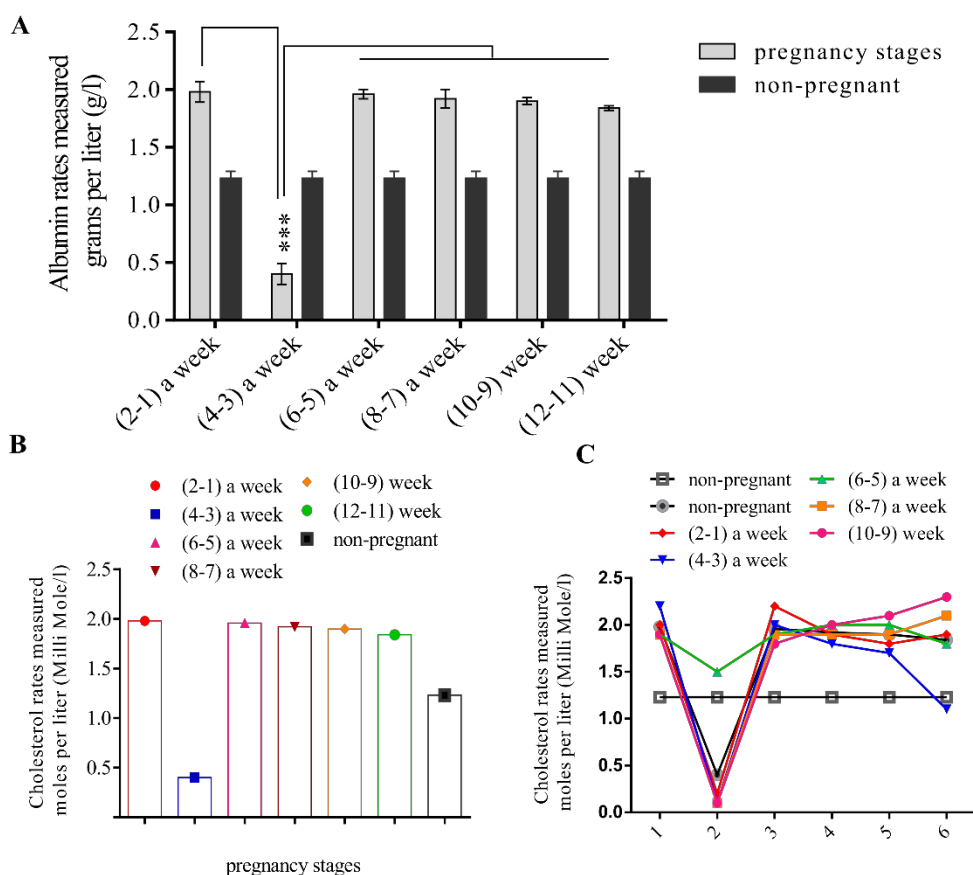 A
Albumin rates measured
grams per liter (g/l)
2.5
2.0
1.5
1.0
0.5
0.0
***
pregnancy stages
non-pregnant
(2-1) a week
(4-3) a week
(6-5) a week
(8-7) a week
(10-9) week
(12-11) week
B
(2-1) a week
(4-3) a week
(6-5) a week
(8-7) a week
(10-9) week
(12-11) week
non-pregnant
Cholesterol rates measured
moles per liter (Milli Mole/l)
2.5
2.0
1.5
1.0
0.5
pregnancy stages
C
non-pregnant
non-pregnant
(2-1) a week
(4-3) a week
(6-5) a week
(8-7) a week
(10-9) week
Cholesterol rates measured
moles per liter (Milli Mole/l)
2.5
2.0
1.5
1.0
0.5
0.0
1 2 3 4 5 6